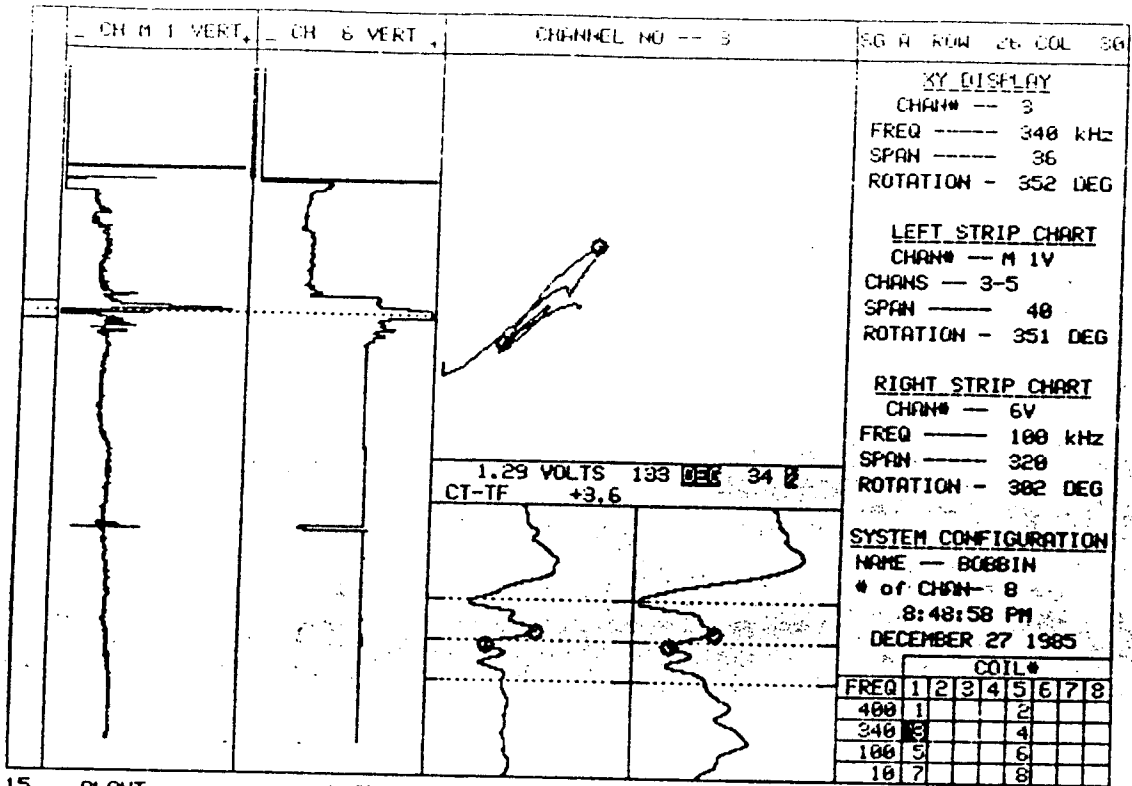 _ CH M 1 VERT +
_ CH 6 VERT +
CHANNEL NO -- 3
SG A ROW 26 COL 30
XY DISPLAY
CHAN# -- 3
FREQ ----- 340 kHz
SPAN ----- 36
ROTATION - 352 DEG
LEFT STRIP CHART
CHAN# -- M 1V
CHANS -- 3-5
SPAN ----- 40
ROTATION - 351 DEG
RIGHT STRIP CHART
CHAN# -- 6V
FREQ ----- 100 kHz
SPAN ----- 320
ROTATION - 302 DEG
1.29 VOLTS 133 DEG 34 %
CT-TF +3.6
SYSTEM CONFIGURATION
NAME -- BOBBIN
# of CHAN- 8
8:48:58 PM
DECEMBER 27 1985
COIL#
FREQ 1 2 3 4 5 6 7 8
400 1 2
340 3 4
100 5 6
10 7 8
15